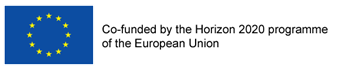 Co-funded by the Horizon 2020 programme
of the European Union